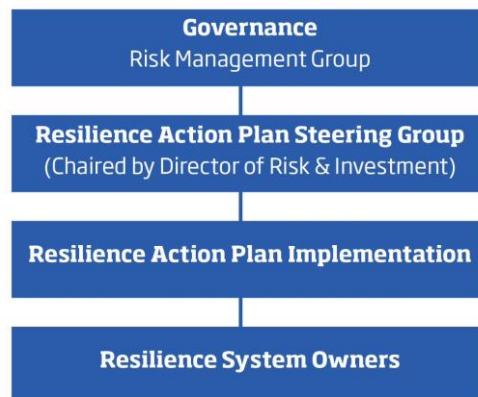 Governance
Risk Management Group
Resilience Action Plan Steering Group
(Chaired by Director of Risk & Investment)
Resilience Action Plan Implementation
Resilience System Owners